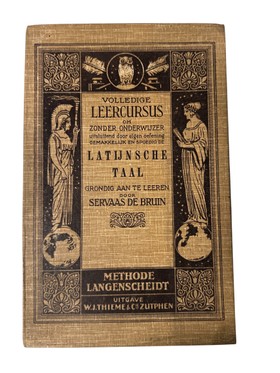 VOLLEDIGE
LEERCURSUS
OM
ZONDER ONDERWIJZER
uitsluitend door eigen oefening
GEMAKKELIJK EN SPOEDIG DE
LATIJNSCHE
TAAL
GRONDIG AAN TE LEEREN
DOOR
SERVAAS DE BRUIN
METHODE
LANGENSCHEIDT
UITGAVE
W.J. THIEME & Co ZUTPHEN